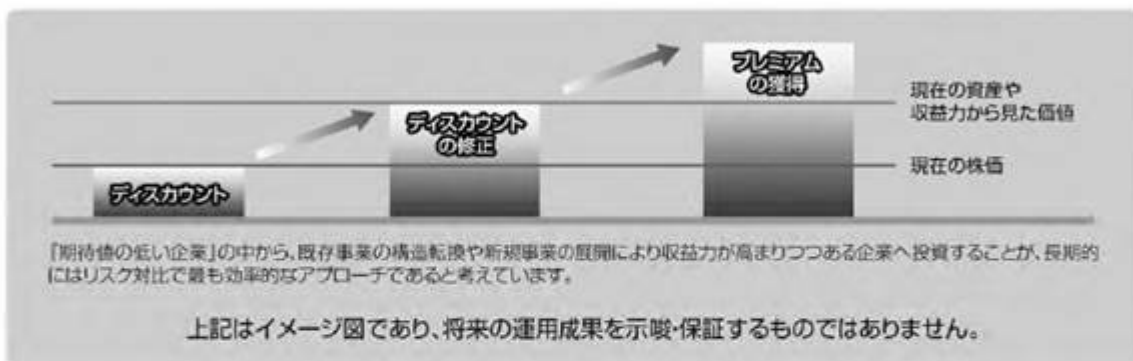 プレミアム
の獲得
現在の資産や
収益力から見た価値
ディスカウント
の修正
現在の株価
ディスカウント
「期待値の低い企業」の中から、既存事業の構造転換や新規事業の展開により収益力が高まりつつある企業へ投資することが、長期的
にはリスク対比で最も効率的なアプローチであると考えています。
上記はイメージ図であり、将来の運用成果を示唆・保証するものではありません。